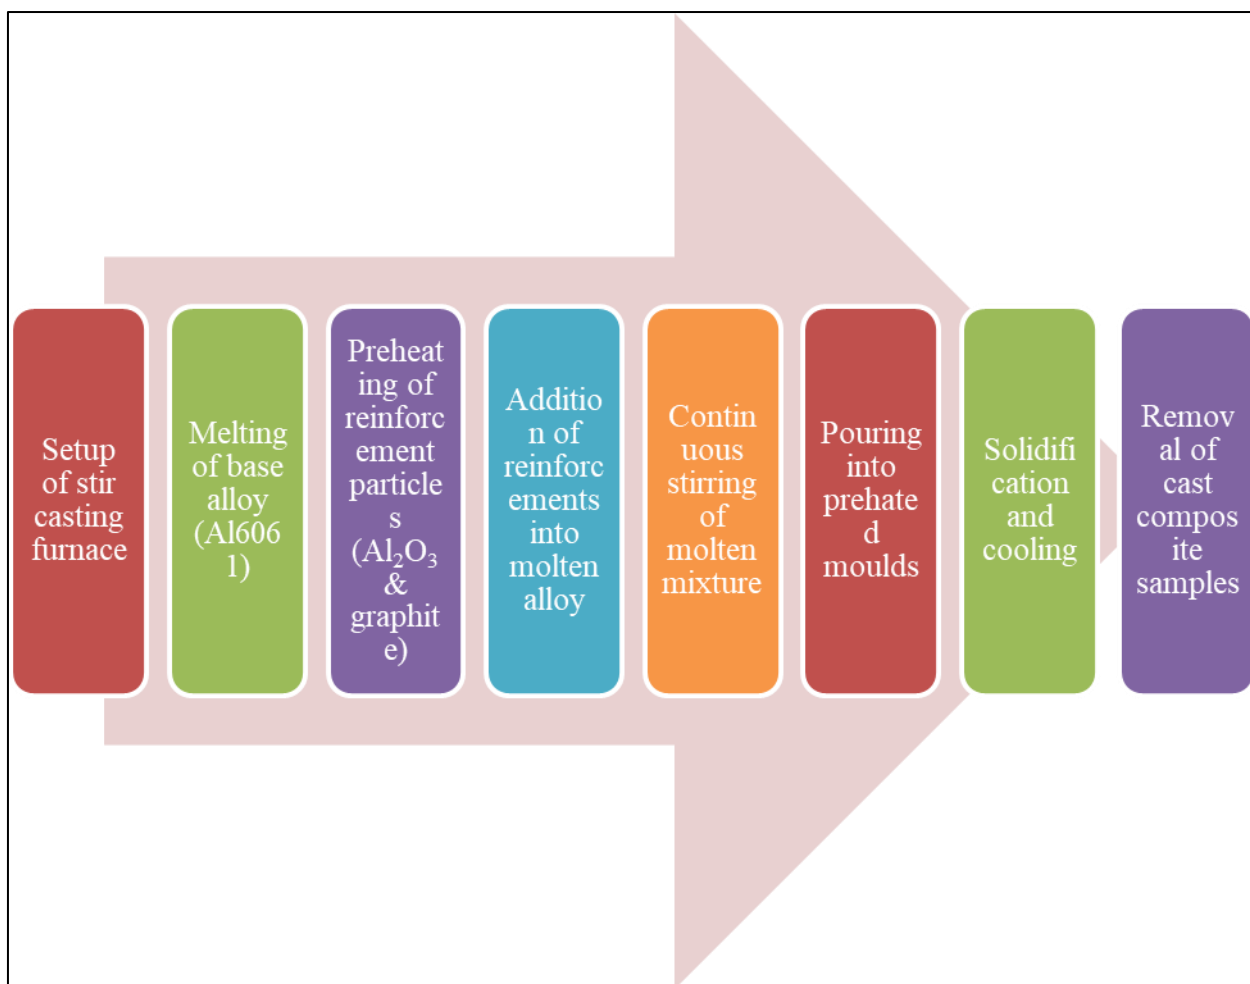 Setup
of stir
casting
furnace
Melting
of base
alloy
(Al606
1)
Preheat
ing of
reinforc
ement
particle
s
(Al₂O₃
&
graphit
e)
Additio
n of
reinforc
ements
into
molten
alloy
Contin
uous
stirring
of
molten
mixture
Pouring
into
prehate
d
moulds
Solidifi
cation
and
cooling
Remov
al of
cast
compos
ite
samples